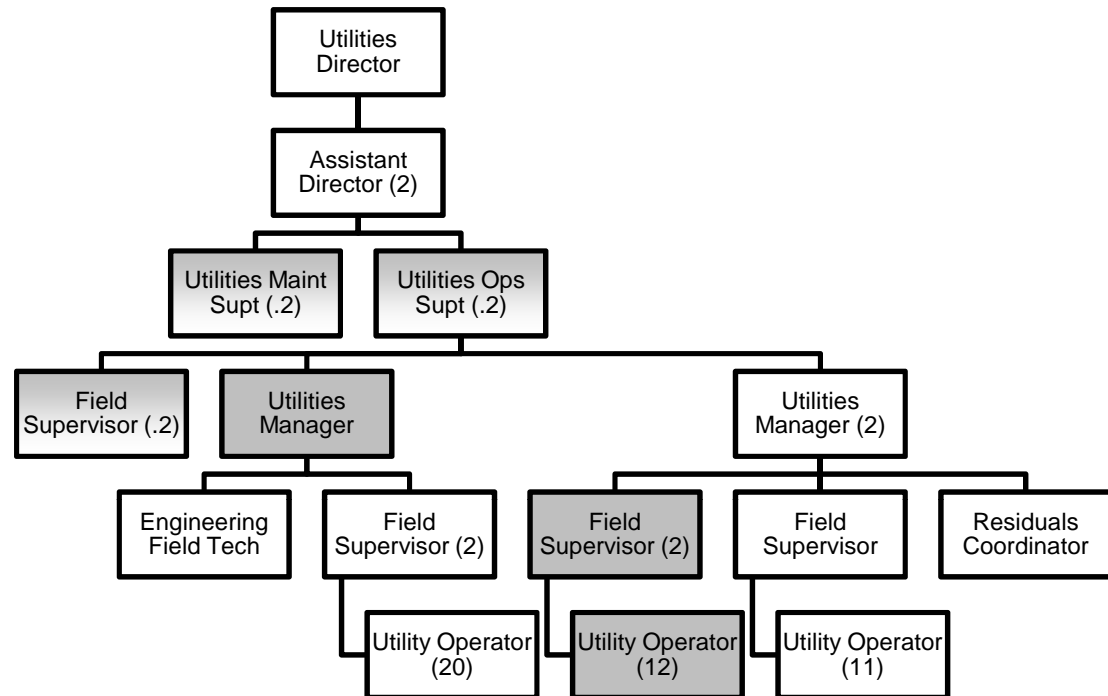 Utilities
Director
Assistant
Director (2)
Utilities Maint
Supt (.2)
Utilities Ops
Supt (.2)
Field
Supervisor (.2)
Utilities
Manager
Utilities
Manager (2)
Engineering
Field Tech
Field
Supervisor (2)
Field
Supervisor (2)
Field
Supervisor
Residuals
Coordinator
Utility Operator
(20)
Utility Operator
(12)
Utility Operator
(11)